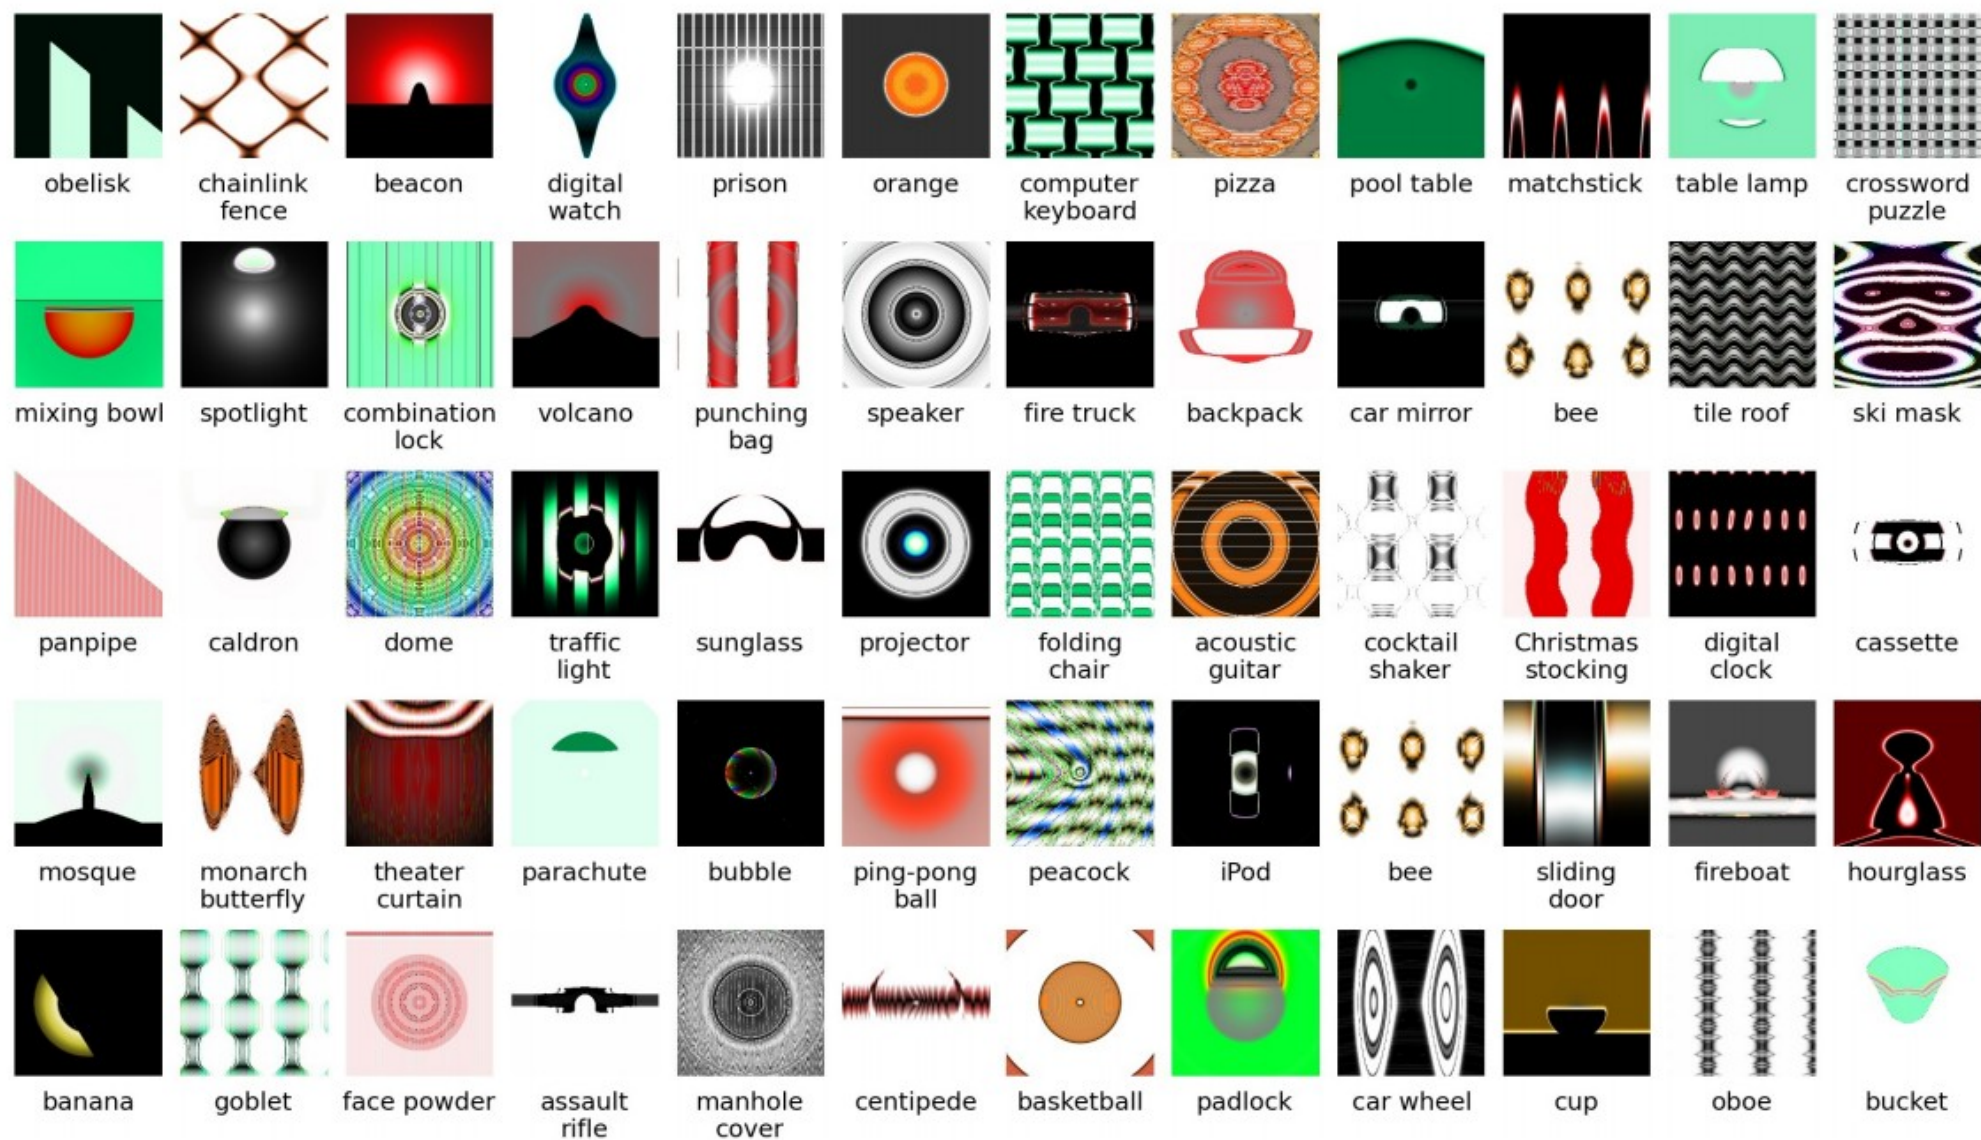 obelisk
chainlink
fence
beacon
digital
watch
prison
orange
computer
keyboard
pizza
pool table
matchstick
table lamp
crossword
puzzle
mixing bowl
spotlight
combination
lock
volcano
punching
bag
speaker
fire truck
backpack
car mirror
bee
tile roof
ski mask
panpipe
caldron
dome
traffic
light
sunglass
projector
folding
chair
acoustic
guitar
cocktail
shaker
Christmas
stocking
digital
clock
cassette
mosque
monarch
butterfly
theater
curtain
parachute
bubble
ping-pong
ball
peacock
iPod
bee
sliding
door
fireboat
hourglass
banana
goblet
face powder
assault
rifle
manhole
cover
centipede
basketball
padlock
car wheel
cup
oboe
bucket